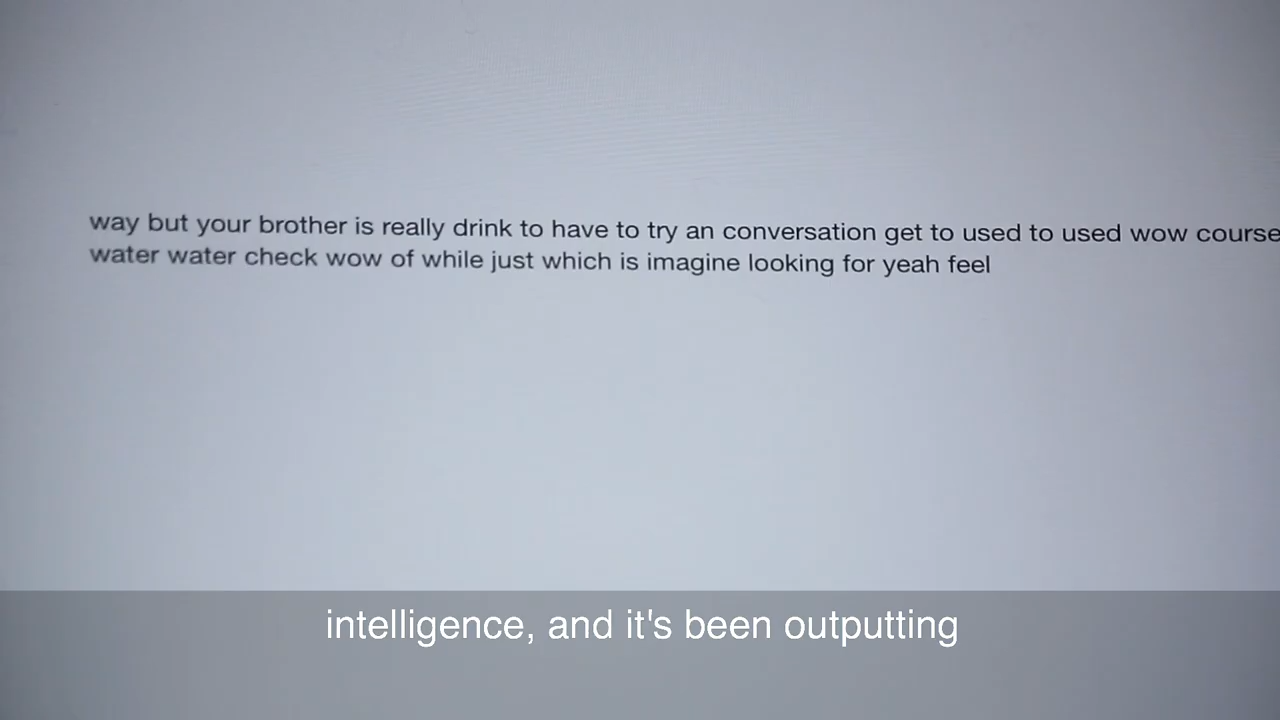 way but your brother is really drink to have to try an conversation get to used to used wow course
water water check wow of while just which is imagine looking for yeah feel
intelligence, and it's been outputting